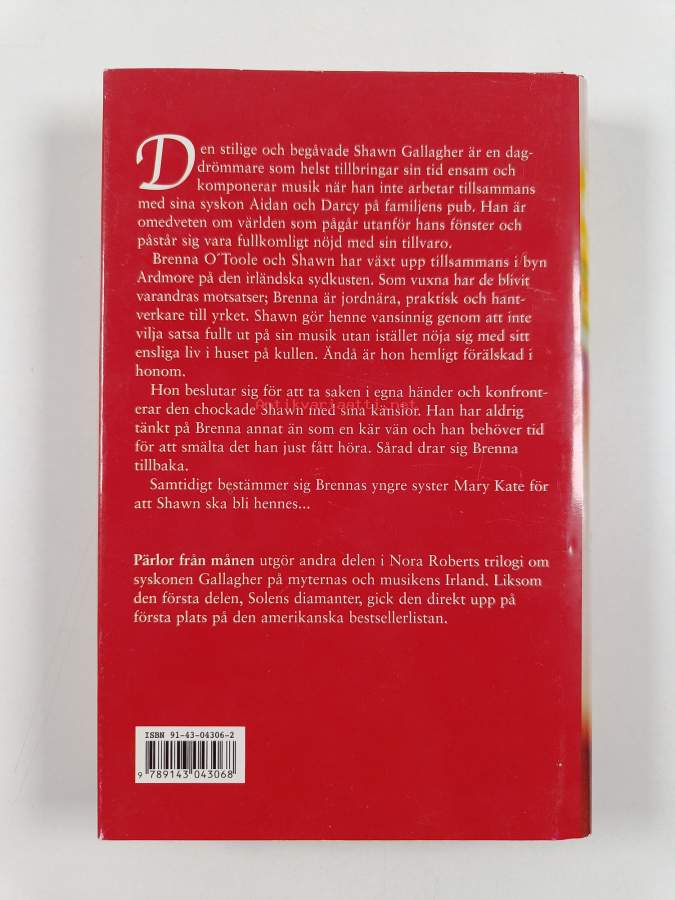 Den stilige och begåvade Shawn Gallagher är en dag-
drömmare som helst tillbringar sin tid ensam och
komponerar musik när han inte arbetar tillsammans
med sina syskon Aidan och Darcy på familjens pub. Han är
omedveten om världen som pågår utanför hans fönster och
påstår sig vara fullkomligt nöjd med sin tillvaro.
Brenna O´Toole och Shawn har växt upp tillsammans i byn
Ardmore på den irländska sydkusten. Som vuxna har de blivit
varandras motsatser; Brenna är jordnära, praktisk och hant-
verkare till yrket. Shawn gör henne vansinnig genom att inte
vilja satsa fullt ut på sin musik utan istället nöja sig med sitt
ensliga liv i huset på kullen. Ändå är hon hemligt förälskad i
honom.
Hon beslutar sig för att ta saken i egna händer och konfront-
erar den chockade Shawn med sina känslor. Han har aldrig
Antikvariaatti.net
tänkt på Brenna annat än som en kär vän och han behöver tid
för att smälta det han just fått höra. Sårad drar sig Brenna
tillbaka.
Samtidigt bestämmer sig Brennas yngre syster Mary Kate för
att Shawn ska bli hennes...
Pärlor från månen utgör andra delen i Nora Roberts trilogi om
syskonen Gallagher på myternas och musikens Irland. Liksom
den första delen, Solens diamanter, gick den direkt upp på
första plats på den amerikanska bestsellerlistan.
ISBN 91-43-04306-2
9 789143 043068